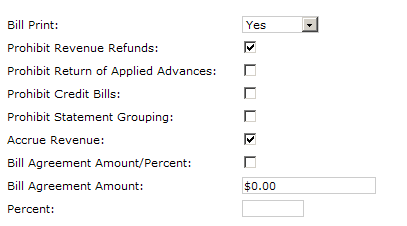 Bill Print: Yes
Prohibit Revenue Refunds:
Prohibit Return of Applied Advances:
Prohibit Credit Bills:
Prohibit Statement Grouping:
Accrue Revenue:
Bill Agreement Amount/Percent:
Bill Agreement Amount: $0.00
Percent: